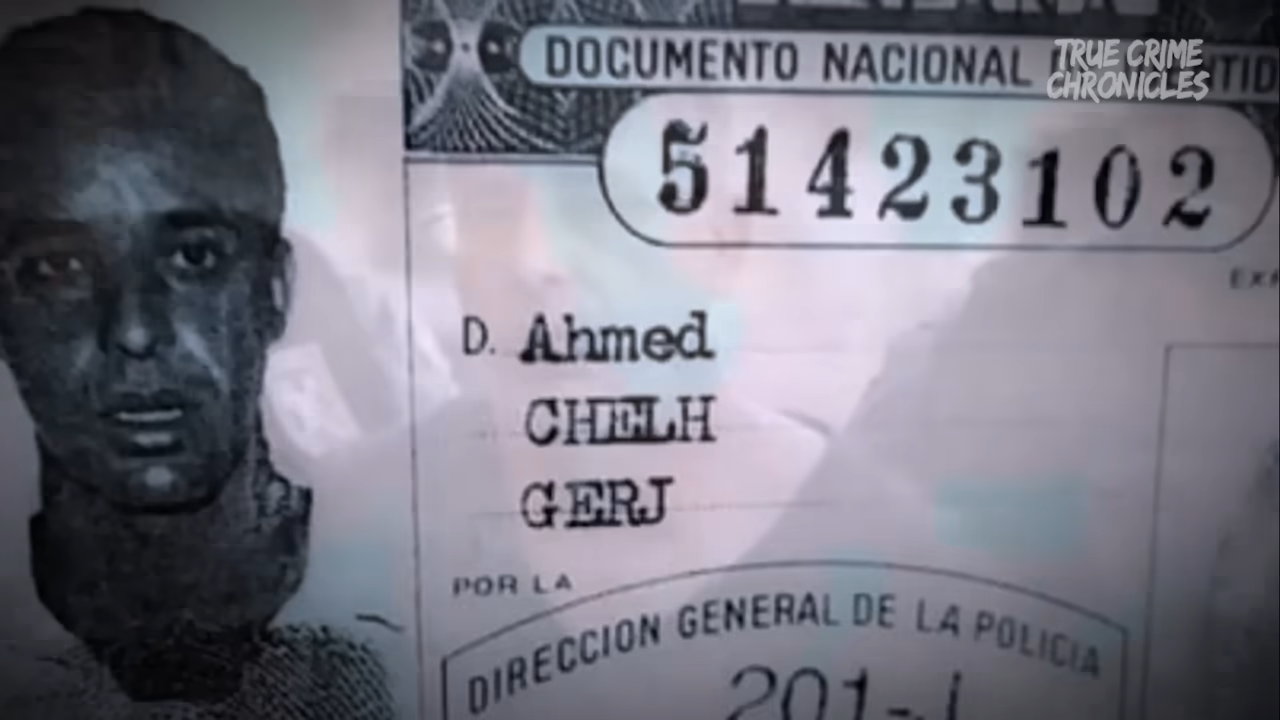 DOCUMENTO NACIONAL
TRUE CRIME
CHRONICLES
51423102
D. Ahmed
CHELH
GERJ
POR LA
DIRECCION GENERAL DE LA POLICIA